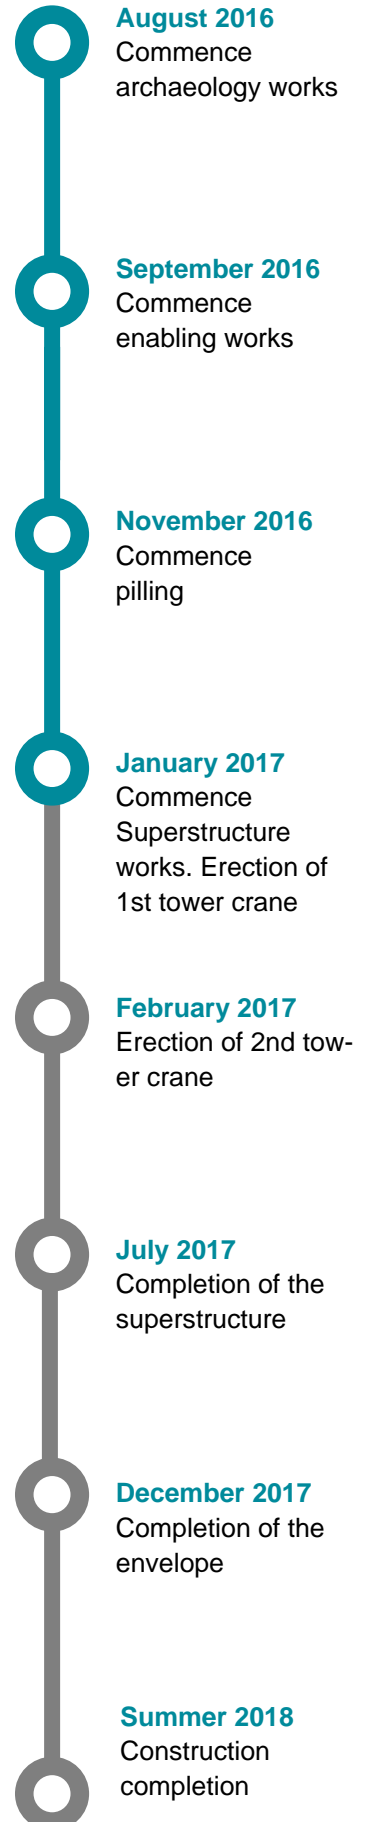 August 2016
Commence
archaeology works
September 2016
Commence
enabling works
November 2016
Commence
pilling
January 2017
Commence
Superstructure
works. Erection of
1st tower crane
February 2017
Erection of 2nd tow-
er crane
July 2017
Completion of the
superstructure
December 2017
Completion of the
envelope
Summer 2018
Construction
completion